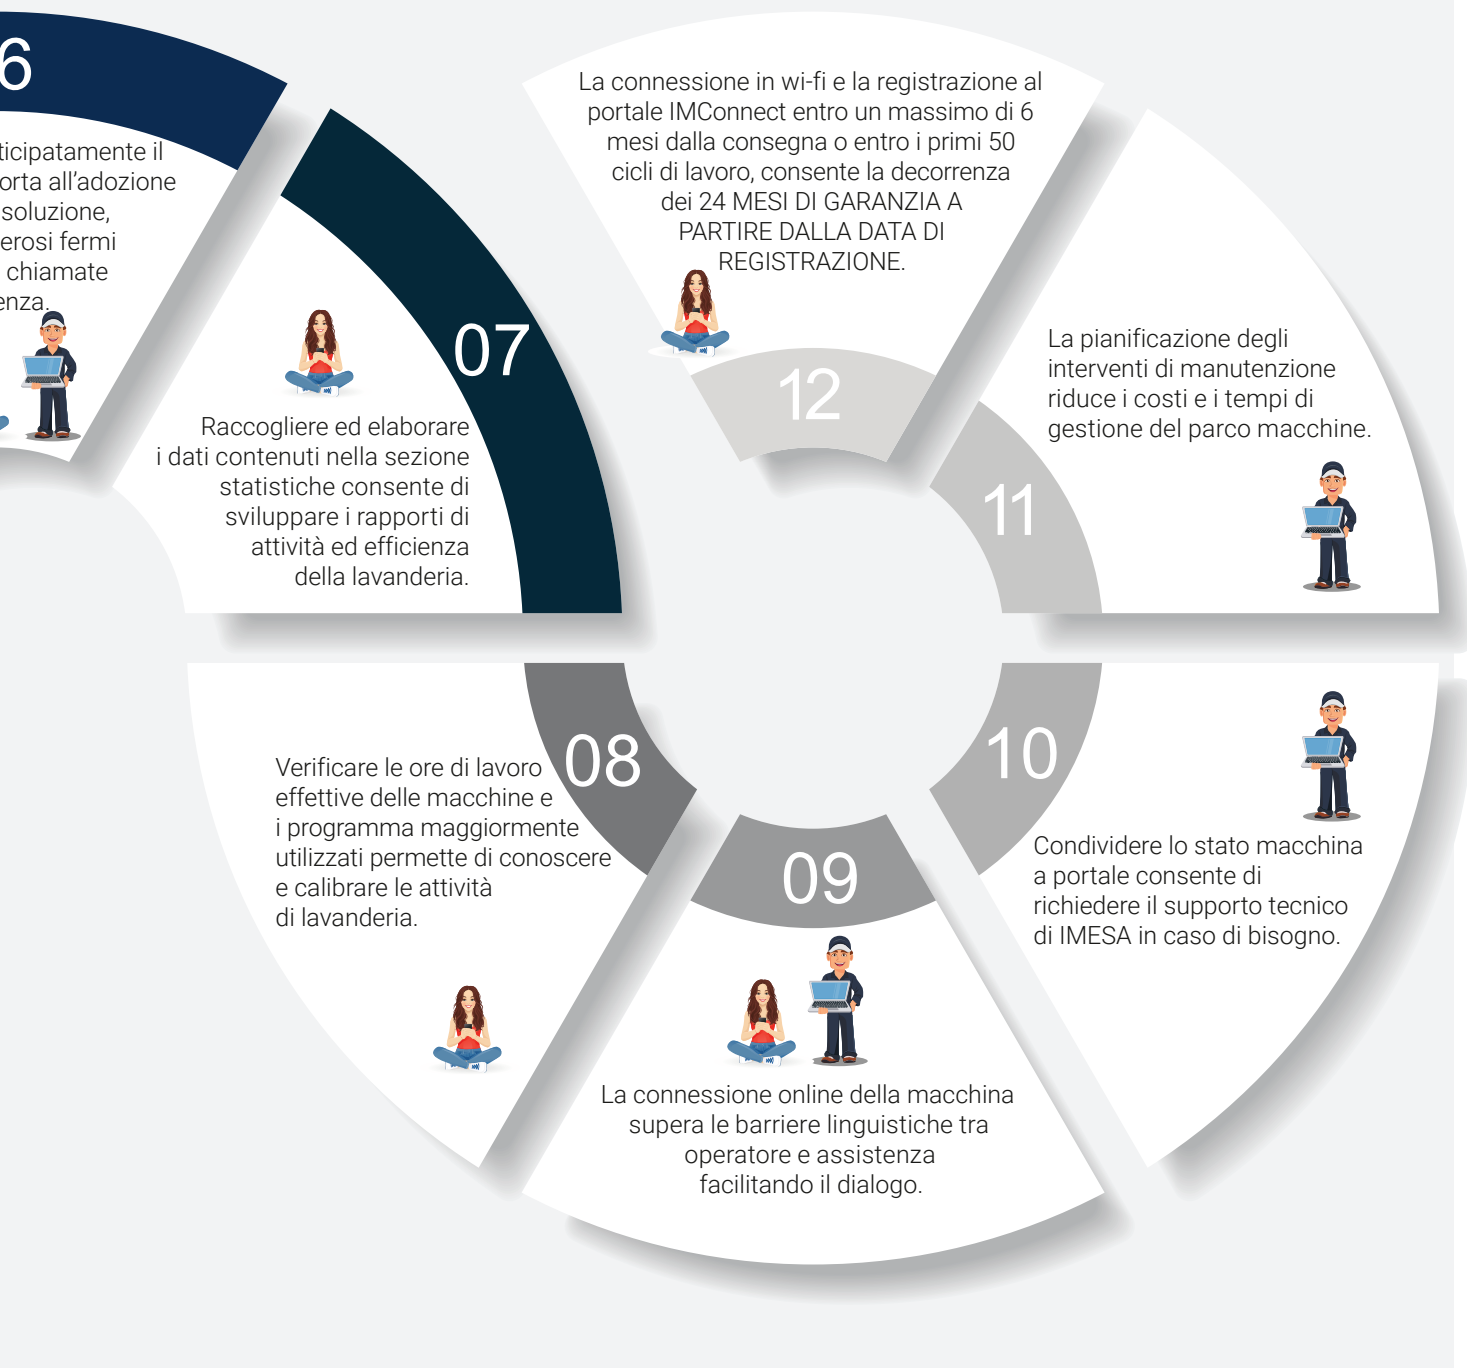 6
ticipatamente il
orta all'adozione
soluzione,
erosi fermi
chiamate
enza.
07
Raccogliere ed elaborare
i dati contenuti nella sezione
statistiche consente di
sviluppare i rapporti di
attività ed efficienza
della lavanderia.
08
Verificare le ore di lavoro
effettive delle macchine e
i programma maggiormente
utilizzati permette di conoscere
e calibrare le attività
di lavanderia.
09
La connessione online della macchina
supera le barriere linguistiche tra
operatore e assistenza
facilitando il dialogo.
10
Condividere lo stato macchina
a portale consente di
richiedere il supporto tecnico
di IMESA in caso di bisogno.
11
La pianificazione degli
interventi di manutenzione
riduce i costi e i tempi di
gestione del parco macchine.
La connessione in wi-fi e la registrazione al
portale IMConnect entro un massimo di 6
mesi dalla consegna o entro i primi 50
cicli di lavoro, consente la decorrenza
dei 24 MESI DI GARANZIA A
PARTIRE DALLA DATA DI
REGISTRAZIONE.
12